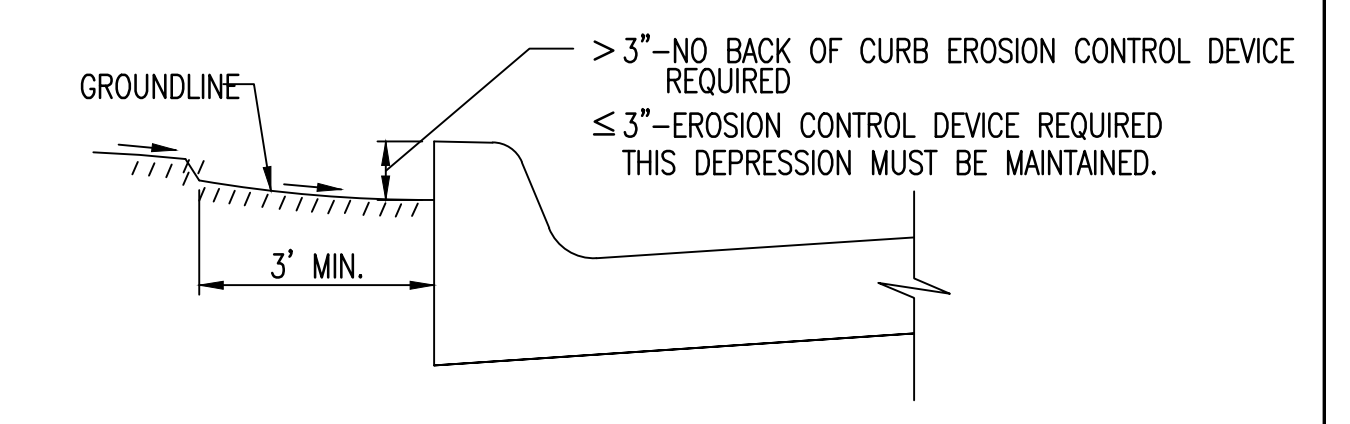 >3"-NO BACK OF CURB EROSION CONTROL DEVICE
REQUIRED
GROUNDLINE
≤3"-EROSION CONTROL DEVICE REQUIRED
THIS DEPRESSION MUST BE MAINTAINED.
3' MIN.